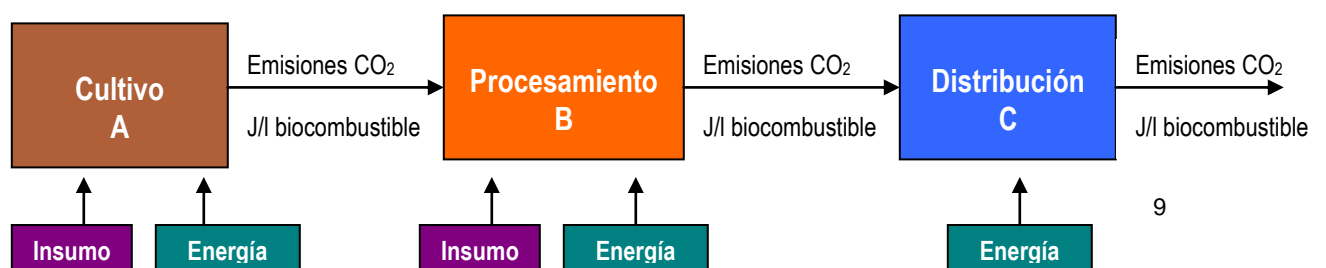 Cultivo
A
Emisiones CO₂
J/l biocombustible
Procesamiento
B
Emisiones CO₂
J/l biocombustible
Distribución
C
Emisiones CO₂
J/l biocombustible
9
Insumo
Energía
Insumo
Energía
Energía